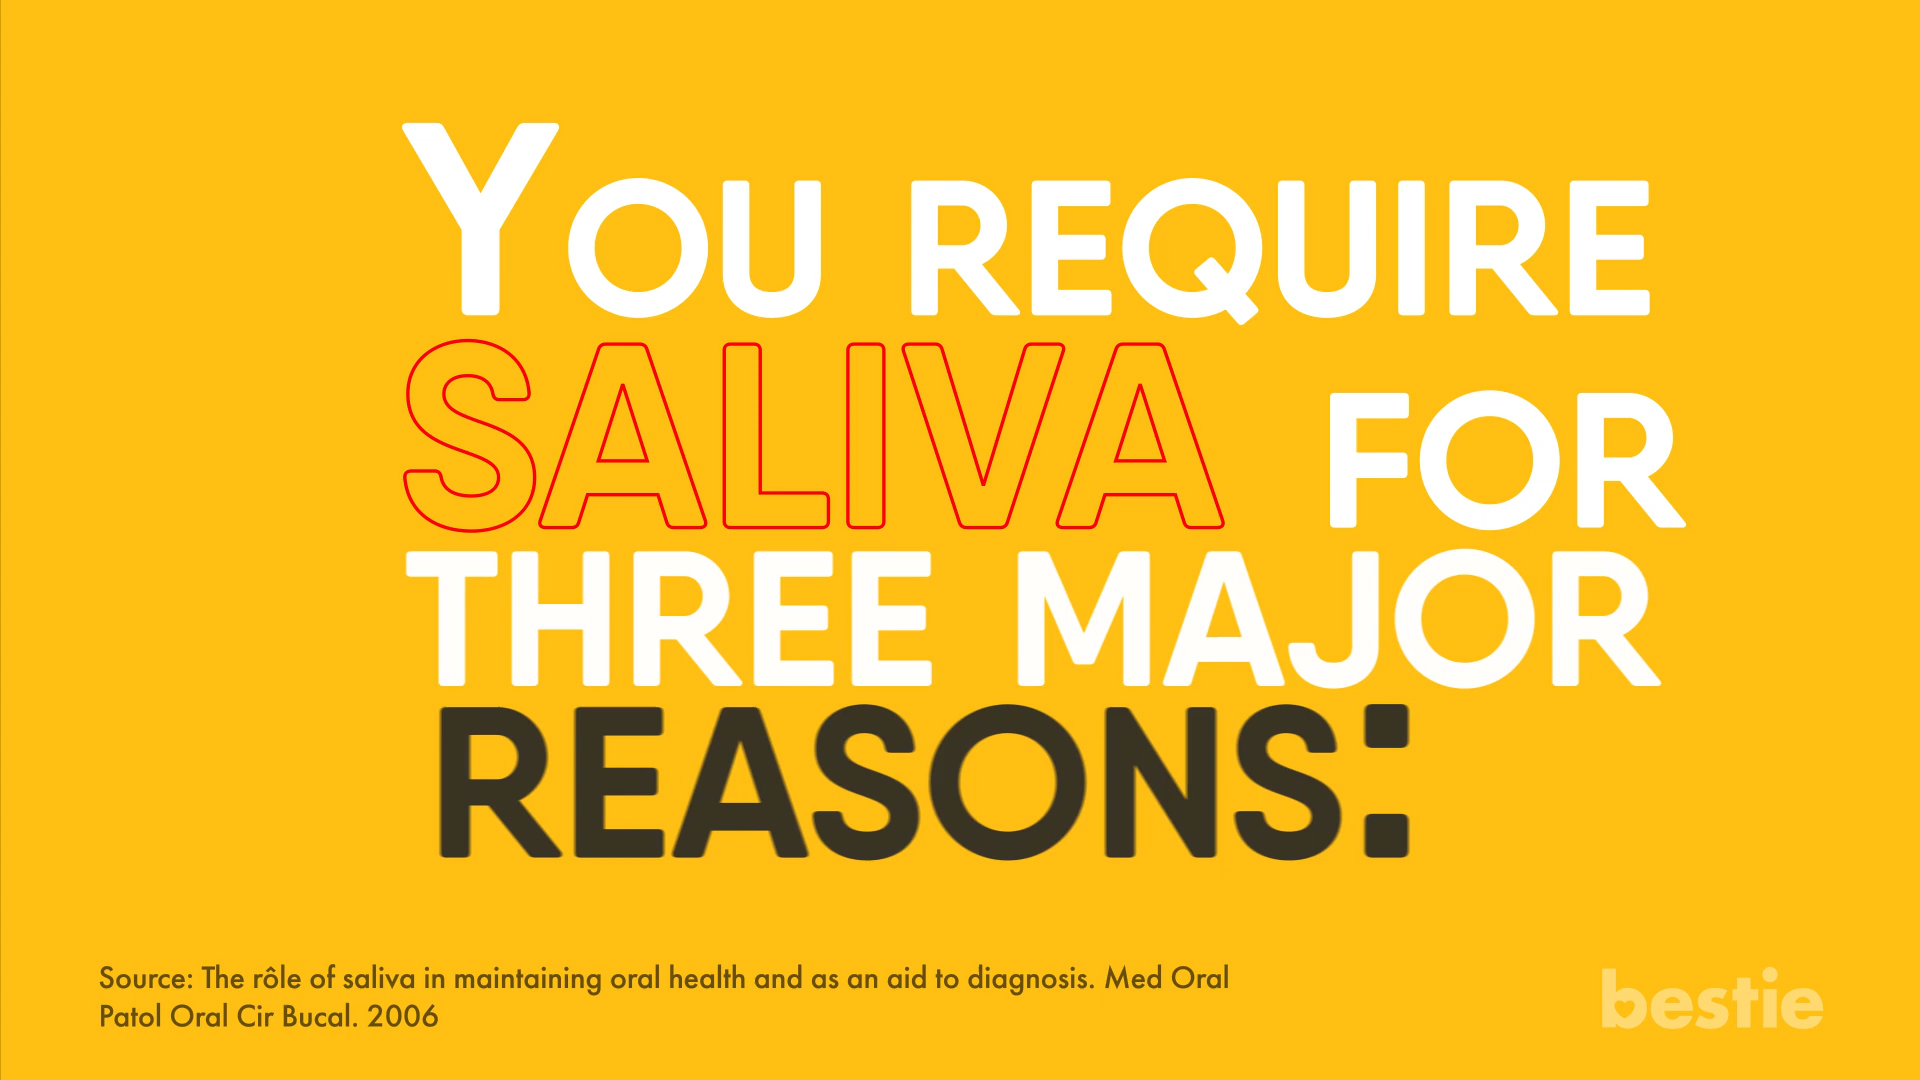 YOU REQUIRE
SALIVA FOR
THREE MAJOR
REASONS:
Source: The rôle of saliva in maintaining oral health and as an aid to diagnosis. Med Oral
Patol Oral Cir Bucal. 2006
bestie